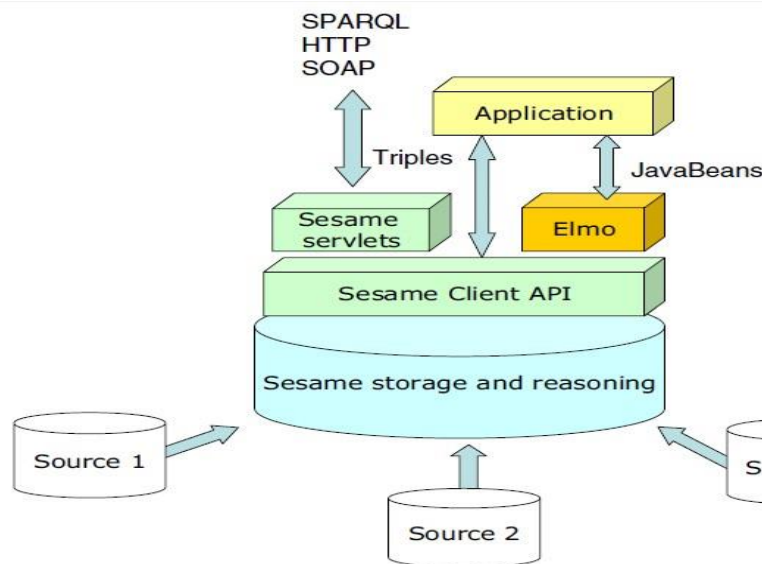 SPARQL
HTTP
SOAP
Application
Triples
JavaBeans
Sesame
servlets
Elmo
Sesame Client API
Sesame storage and reasoning
Source 1
Source 2